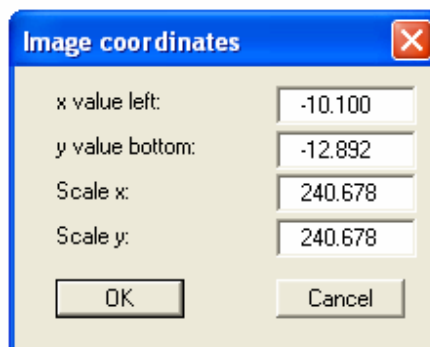 Image coordinates
x value left: -10.100
y value bottom: -12.892
Scale x: 240.678
Scale y: 240.678
OK Cancel